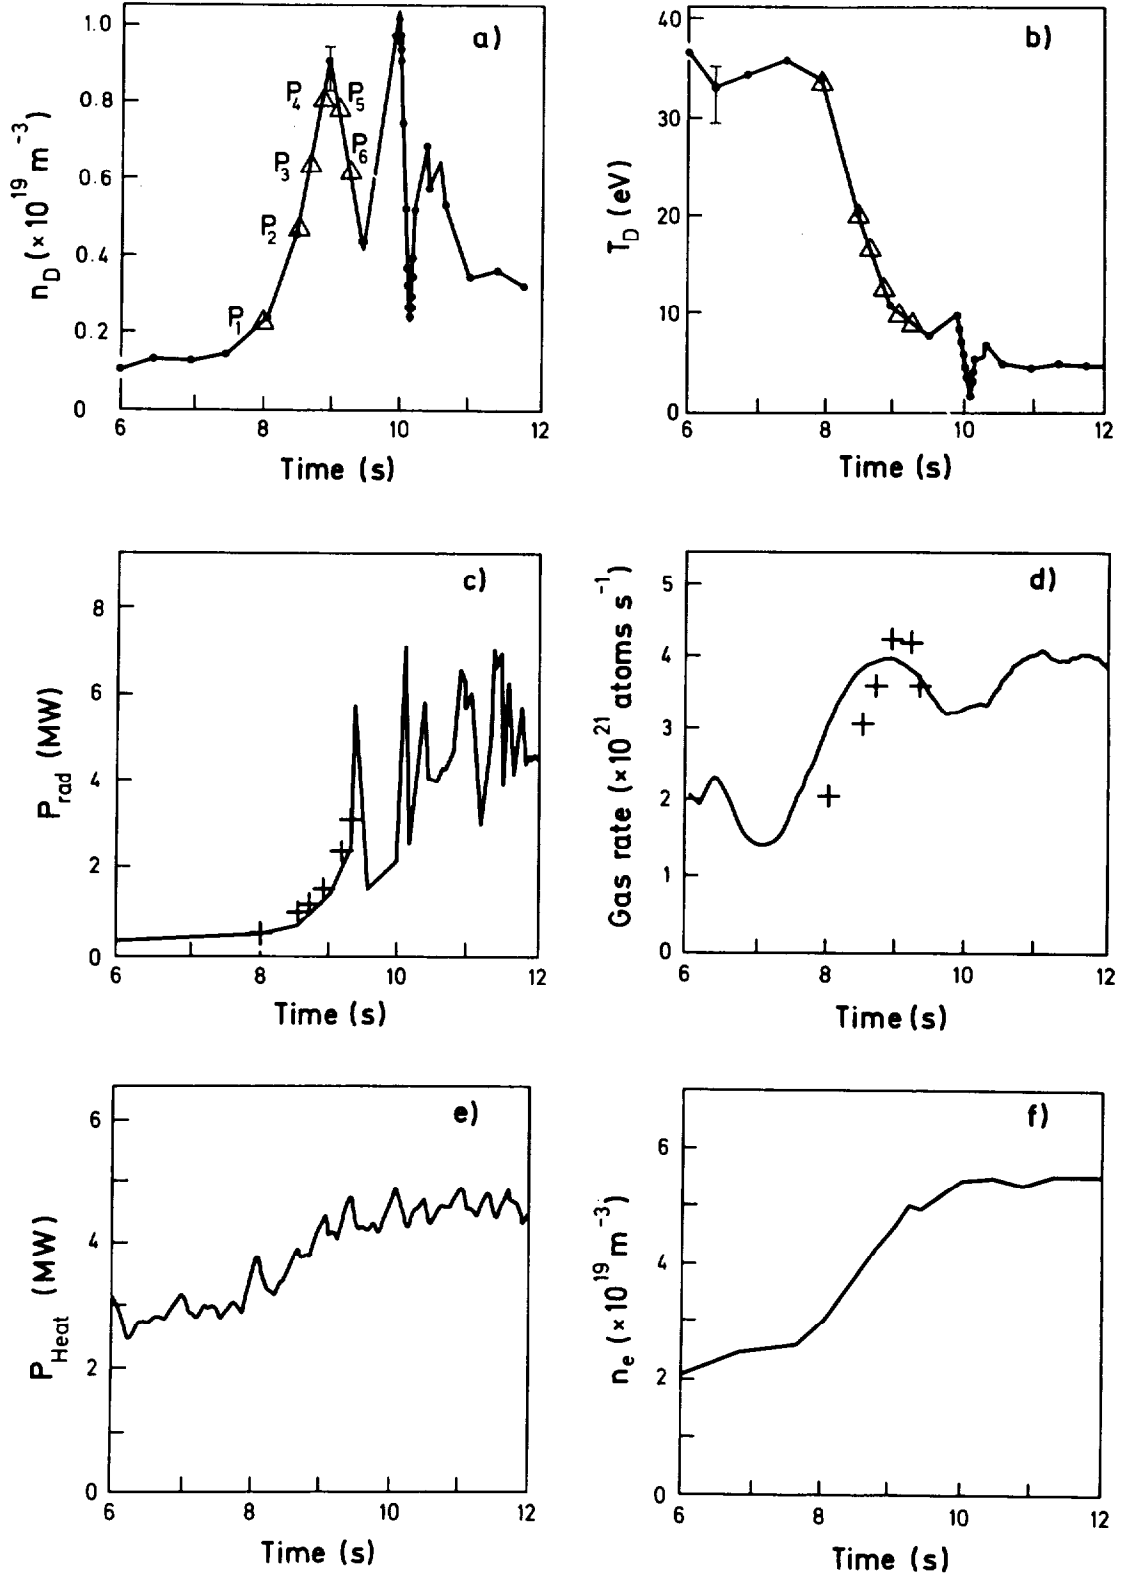 a)
1.0
0.8
0.6
0.4
0.2
0
n_D (×10^19 m^-3)
P_1
P_2
P_3
P_4
P_5
P_6
6 8 10 12
Time (s)
b)
40
30
20
10
0
T_D (eV)
6 8 10 12
Time (s)
c)
8
6
4
2
0
P_rad (MW)
6 8 10 12
Time (s)
d)
5
4
3
2
1
0
Gas rate (×10^21 atoms s^-1)
6 8 10 12
Time (s)
e)
6
4
2
0
P_Heat (MW)
6 8 10 12
Time (s)
f)
6
4
2
0
n_e (×10^19 m^-3)
6 8 10 12
Time (s)